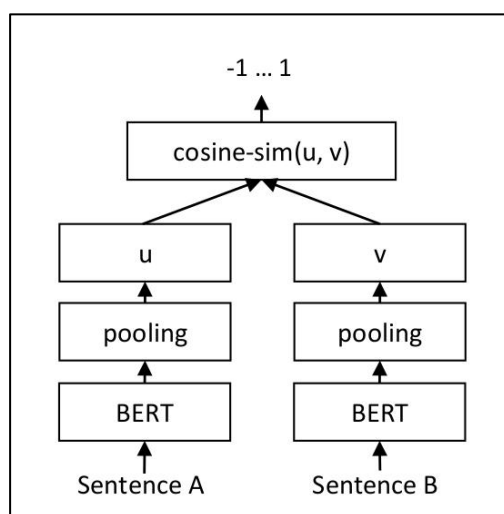 -1 … 1
cosine-sim(u, v)
u
v
pooling
pooling
BERT
BERT
Sentence A
Sentence B